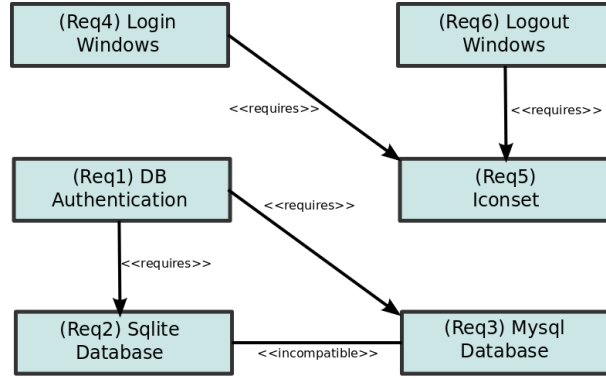 (Req4) Login
Windows
(Req6) Logout
Windows
<<requires>>
<<requires>>
(Req1) DB
Authentication
(Req5)
Iconset
<<requires>>
<<requires>>
(Req2) Sqlite
Database
(Req3) Mysql
Database
<<incompatible>>